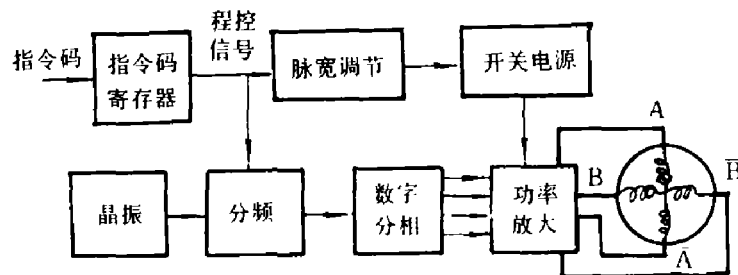 指令码
指令码
寄存器
程控
信号
脉宽调节
开关电源
晶振
分频
数字
分相
功率
放大
A
B
B̅
A̅